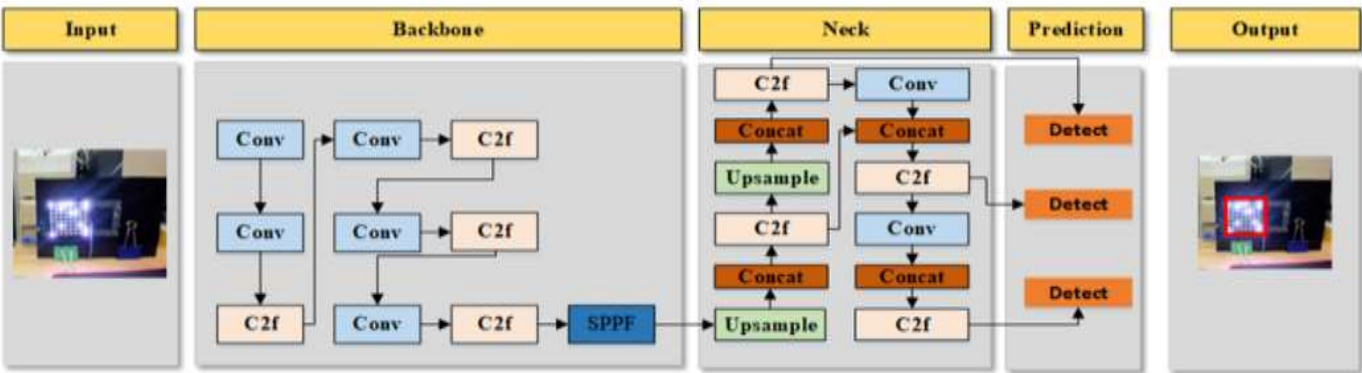 Input
Backbone
Neck
Prediction
Output
Conv
Conv
C2f
Conv
C2f
Conv
C2f
Conv
C2f
SPPF
Upsample
Concat
C2f
Upsample
Concat
C2f
Conv
Concat
C2f
Conv
Concat
C2f
Detect
Detect
Detect